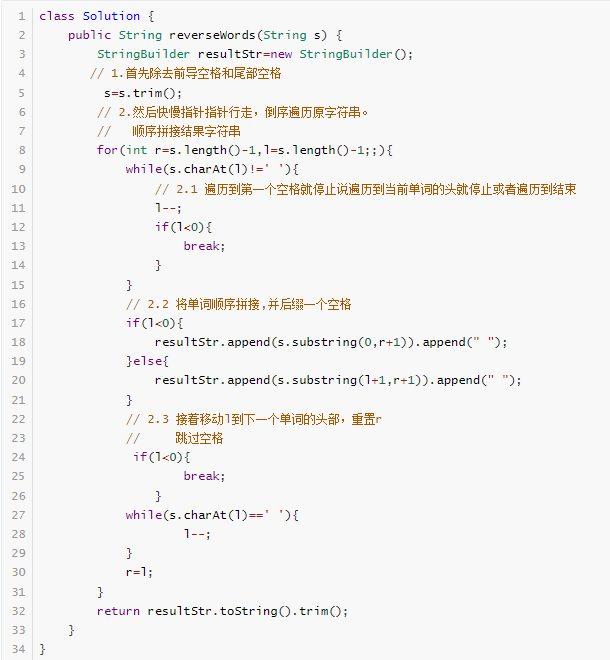 1 class Solution {
2     public String reverseWords(String s) {
3         StringBuilder resultStr=new StringBuilder();
4        // 1.首先除去前导空格和尾部空格
5          s=s.trim();
6         // 2.然后快慢指针指针行走，倒序遍历原字符串。
7         //   顺序拼接结果字符串
8         for(int r=s.length()-1,l=s.length()-1;;){
9             while(s.charAt(l)!=' '){
10                 // 2.1 遍历到第一个空格就停止说遍历到当前单词的头就停止或者遍历到结束
11                 l--;
12                 if(l<0){
13                     break;
14                 }
15             }
16             // 2.2 将单词顺序拼接,并后缀一个空格
17             if(l<0){
18                 resultStr.append(s.substring(0,r+1)).append(" ");
19             }else{
20                 resultStr.append(s.substring(l+1,r+1)).append(" ");
21             }
22             // 2.3 接着移动l到下一个单词的头部，重置r
23             //     跳过空格
24              if(l<0){
25                     break;
26                 }
27             while(s.charAt(l)==' '){
28                     l--;
29             }
30             r=l;
31         }
32         return resultStr.toString().trim();
33     }
34 }